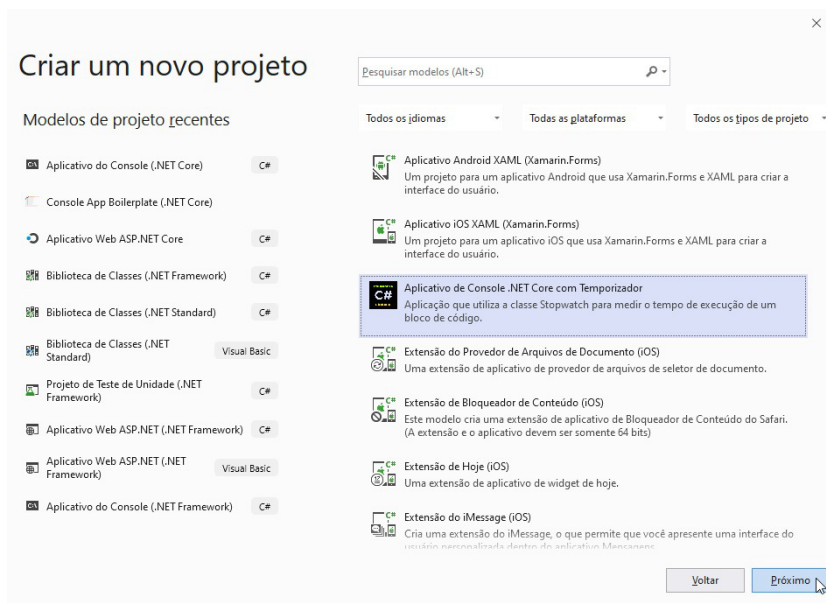 Criar um novo projeto
Pesquisar modelos (Alt+S)
Modelos de projeto recentes
Todos os idiomas
Todas as plataformas
Todos os tipos de projeto
Aplicativo do Console (.NET Core)
C#
Console App Boilerplate (.NET Core)
Aplicativo Web ASP.NET Core
C#
Biblioteca de Classes (.NET Framework)
C#
Biblioteca de Classes (.NET Standard)
C#
Biblioteca de Classes (.NET
Standard)
Visual Basic
Projeto de Teste de Unidade (.NET
Framework)
C#
Aplicativo Web ASP.NET (.NET Framework)
C#
Aplicativo Web ASP.NET (.NET
Framework)
Visual Basic
Aplicativo do Console (.NET Framework)
C#
C#
Aplicativo Android XAML (Xamarin.Forms)
Um projeto para um aplicativo Android que usa Xamarin.Forms e XAML para criar a
interface do usuário.
C#
Aplicativo iOS XAML (Xamarin.Forms)
Um projeto para um aplicativo iOS que usa Xamarin.Forms e XAML para criar a
interface do usuário.
C#
Aplicativo de Console .NET Core com Temporizador
Aplicação que utiliza a classe Stopwatch para medir o tempo de execução de um
bloco de código.
C#
Extensão do Provedor de Arquivos de Documento (iOS)
Uma extensão de aplicativo de provedor de arquivos de seletor de documento.
C#
Extensão de Bloqueador de Conteúdo (iOS)
Este modelo cria uma extensão de aplicativo de Bloqueador de Conteúdo do Safari.
(A extensão e o aplicativo devem ser somente 64 bits)
C#
Extensão de Hoje (iOS)
Uma extensão de aplicativo de widget de hoje.
C#
Extensão do iMessage (iOS)
Cria uma extensão do iMessage, o que permite que você apresente uma interface do
usuário personalizada dentro do aplicativo Mensagens
Voltar
Próximo